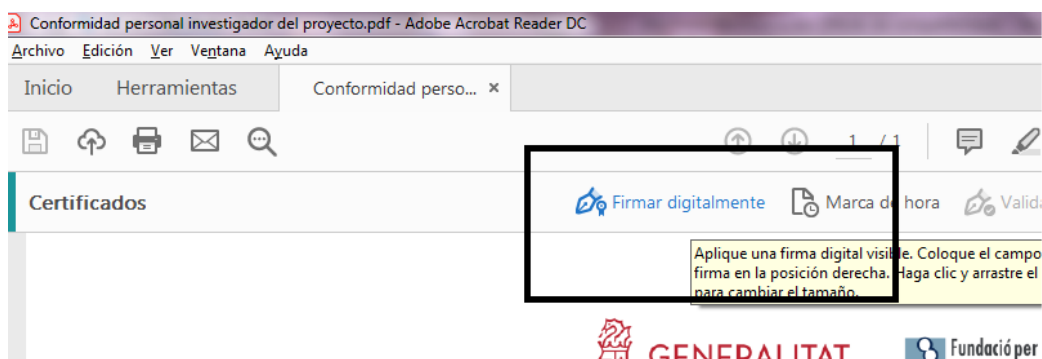 Conformidad personal investigador del proyecto.pdf - Adobe Acrobat Reader DC
Archivo Edición Ver Ventana Ayuda
Inicio Herramientas Conformidad perso... ×
1 / 1
Certificados Firmar digitalmente Marca de hora Valida
Aplique una firma digital visible. Coloque el campo
firma en la posición derecha. Haga clic y arrastre el
para cambiar el tamaño.
GENERALITAT Fundació per